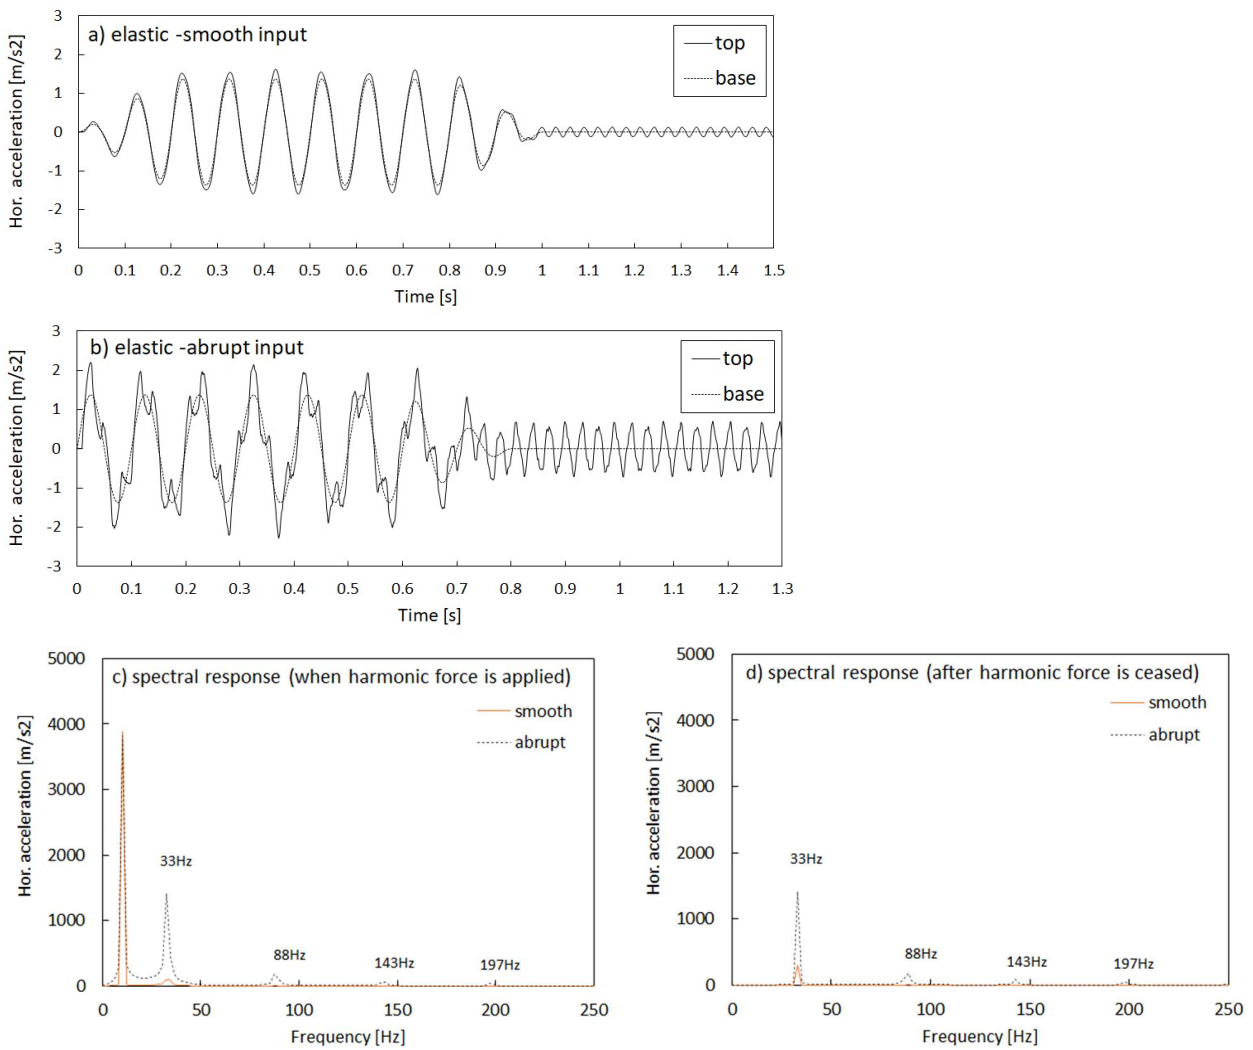 a) elastic -smooth input
top
base
Hor. acceleration [m/s2]
3
2
1
0
-1
-2
-3
0 0.1 0.2 0.3 0.4 0.5 0.6 0.7 0.8 0.9 1 1.1 1.2 1.3 1.4 1.5
Time [s]
b) elastic -abrupt input
top
base
Hor. acceleration [m/s2]
3
2
1
0
-1
-2
-3
0 0.1 0.2 0.3 0.4 0.5 0.6 0.7 0.8 0.9 1 1.1 1.2 1.3
Time [s]
c) spectral response (when harmonic force is applied)
smooth
abrupt
Hor. acceleration [m/s2]
5000
4000
3000
2000
1000
0
33Hz
88Hz
143Hz
197Hz
0 50 100 150 200 250
Frequency [Hz]
d) spectral response (after harmonic force is ceased)
smooth
abrupt
Hor. acceleration [m/s2]
5000
4000
3000
2000
1000
0
33Hz
88Hz
143Hz
197Hz
0 50 100 150 200 250
Frequency [Hz]